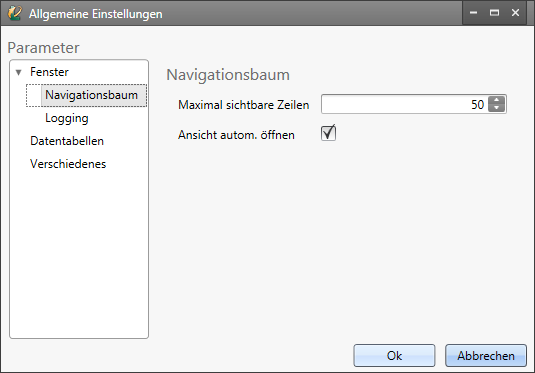 Allgemeine Einstellungen
Parameter
Fenster
Navigationsbaum
Logging
Datentabellen
Verschiedenes
Navigationsbaum
Maximal sichtbare Zeilen 50
Ansicht autom. öffnen
Ok Abbrechen